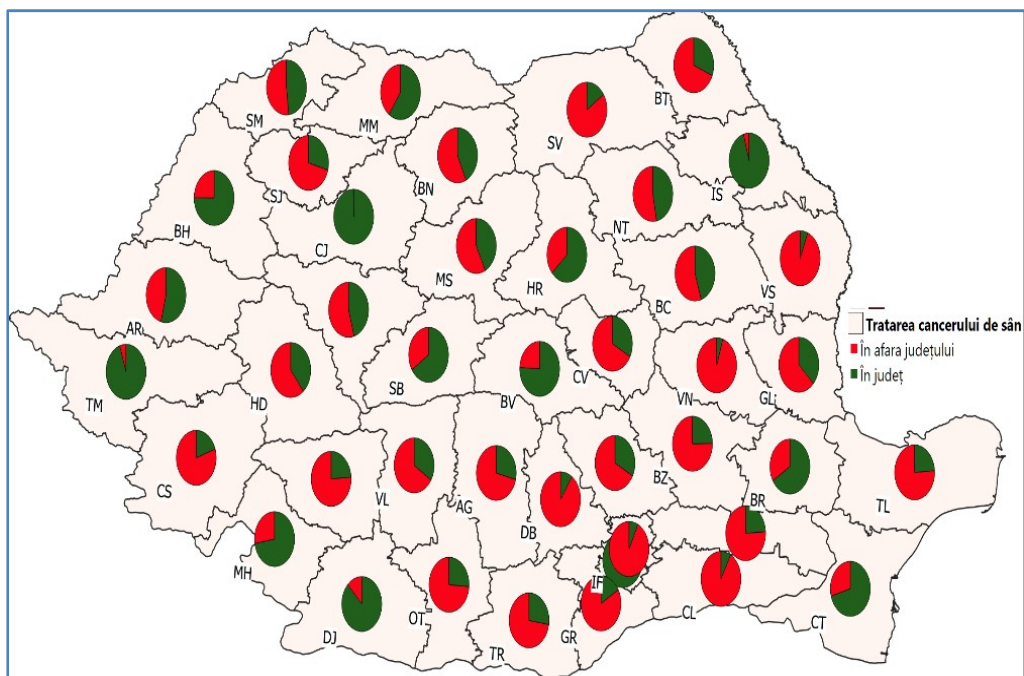 BT
SM
MM
SV
SJ
BN
IS
BH
CJ
NT
MS
HR
BC
VS
AR
Tratarea cancerului de sân
În afara județului
În județ
TM
HD
SB
BV
CV
VN
GL
CS
VL
AG
DB
BZ
BR
TL
MH
DJ
OT
TR
IF
GR
CL
CT